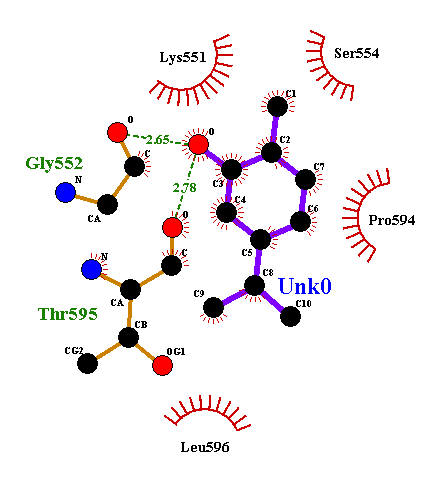 Lys551
Ser554
C1
O
2.65
O
C
C2
Gly552
C3
C7
N
2.78
CA
C4
O
C6
Pro594
C5
N
C
C8
Unk0
CA
C9
C10
Thr595
CB
CG2
OG1
Leu596